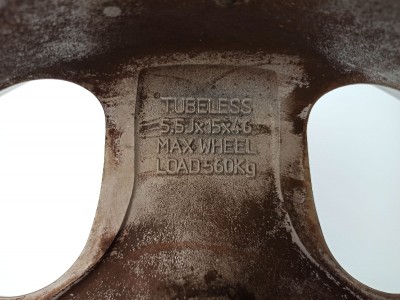 TUBELESS
5,5Jx15x46
MAX WHEEL
LOAD 560Kg